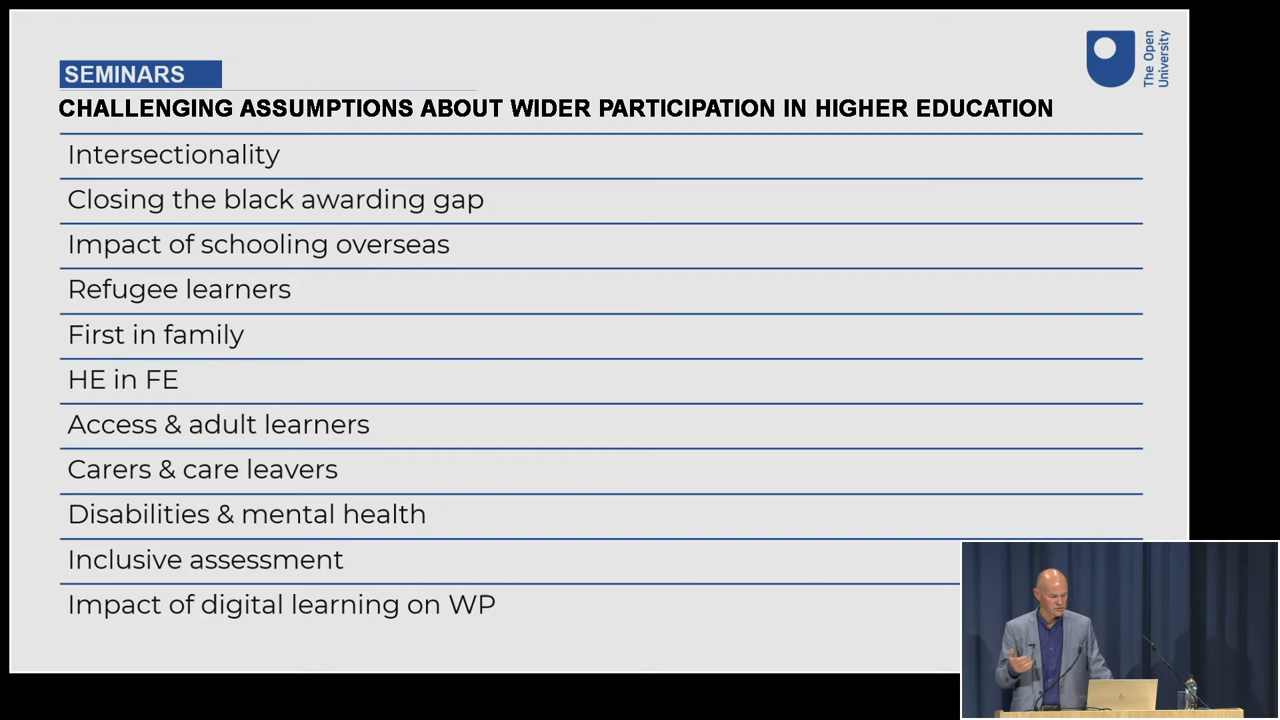 The Open
University
SEMINARS
CHALLENGING ASSUMPTIONS ABOUT WIDER PARTICIPATION IN HIGHER EDUCATION
Intersectionality
Closing the black awarding gap
Impact of schooling overseas
Refugee learners
First in family
HE in FE
Access & adult learners
Carers & care leavers
Disabilities & mental health
Inclusive assessment
Impact of digital learning on WP